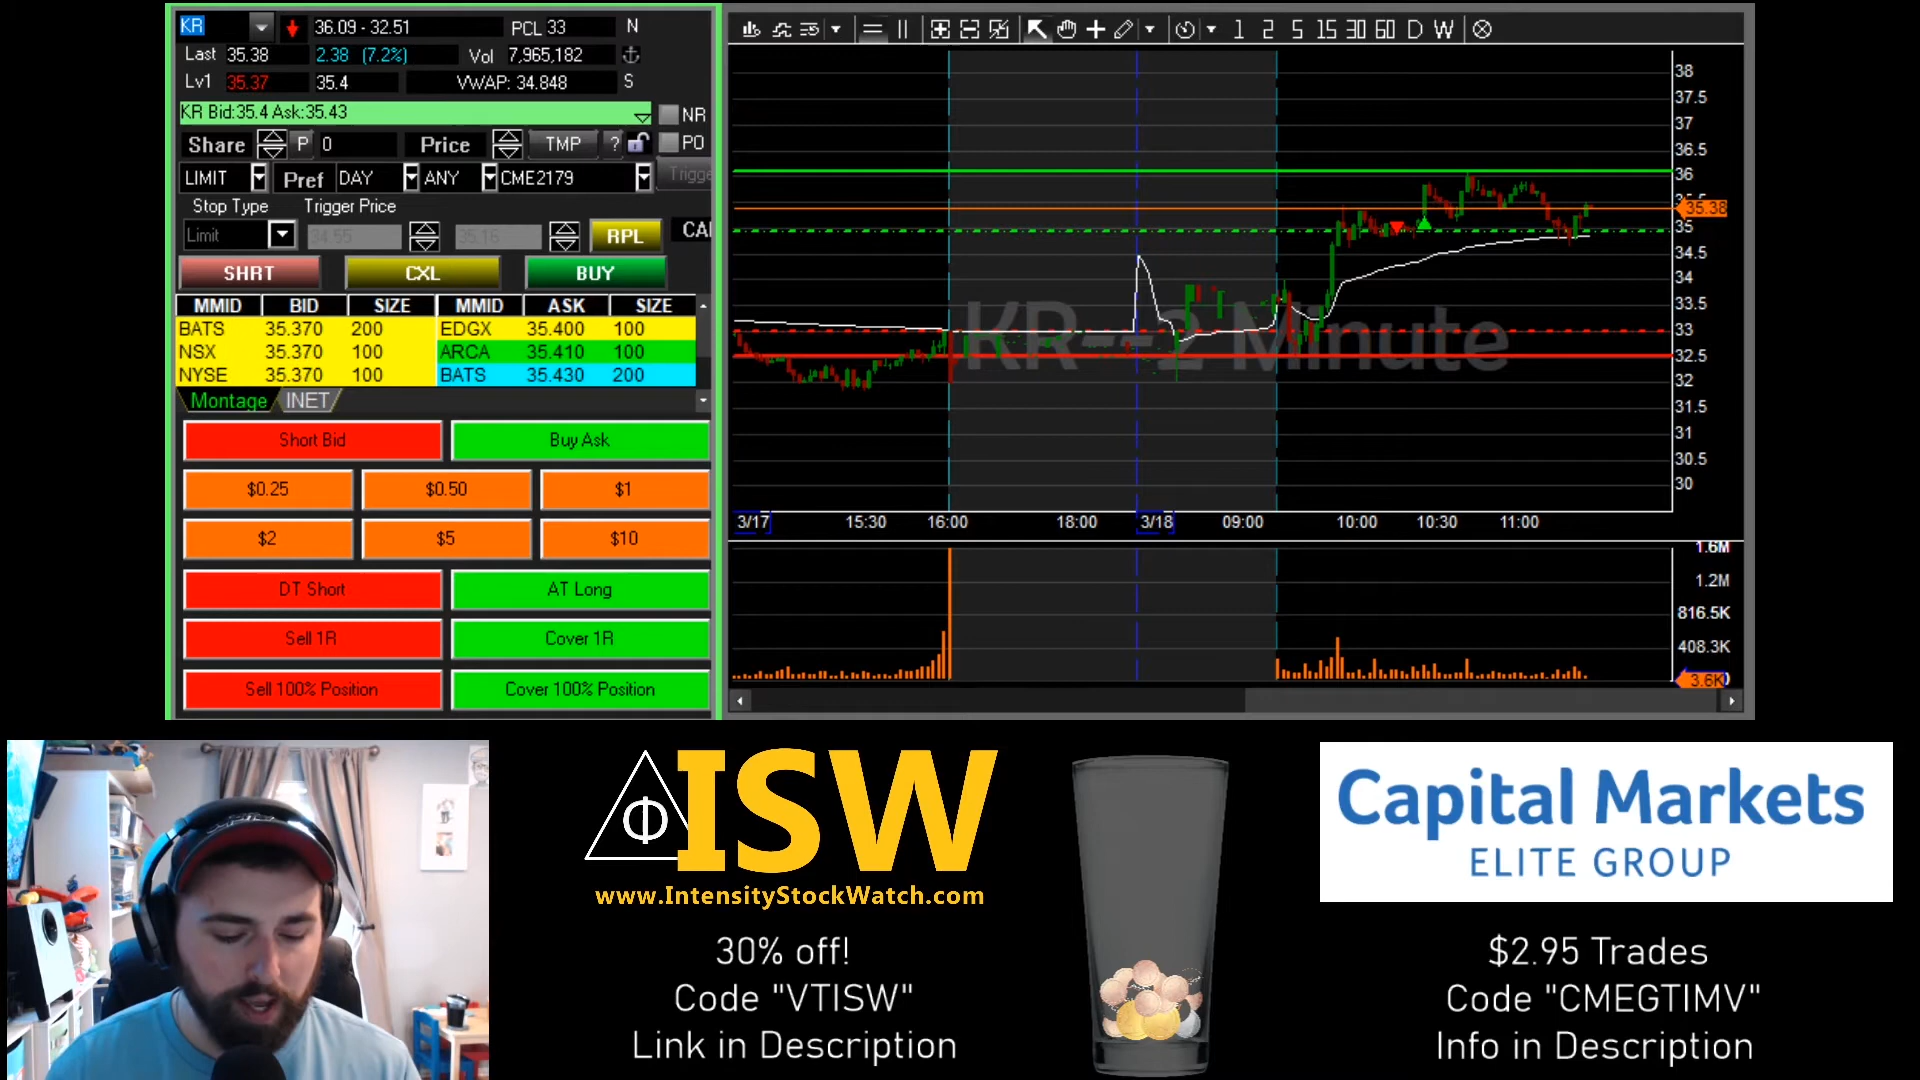 KR 36.09 - 32.51 PCL 33 N
Last 35.38 2.38 (7.2%) Vol 7,965,182
Lv1 35.37 35.4 VWAP: 34.848 S
KR Bid:35.4 Ask:35.43 NR
Share P 0 Price TMP ? PO
LIMIT Pref DAY ANY CME2179 Trigge
Stop Type Trigger Price
Limit 34.55 35.16 RPL CAI
SHRT CXL BUY
MMID BID SIZE MMID ASK SIZE
BATS 35.370 200 EDGX 35.400 100
NSX 35.370 100 ARCA 35.410 100
NYSE 35.370 100 BATS 35.430 200
Montage INET
Short Bid Buy Ask
$0.25 $0.50 $1
$2 $5 $10
DT Short AT Long
Sell 1R Cover 1R
Sell 100% Position Cover 100% Position
1 2 5 15 30 60 D W
38
37.5
37
36.5
36
35.38
35
34.5
34
33.5
33
32.5
32
31.5
31
30.5
30
KR--2 Minute
3/17 15:30 16:00 18:00 3/18 09:00 10:00 10:30 11:00
1.6M
1.2M
816.5K
408.3K
3.6K
Φ ISW
www.IntensityStockWatch.com
30% off!
Code "VTISW"
Link in Description
Capital Markets
ELITE GROUP
$2.95 Trades
Code "CMEGTIMV"
Info in Description